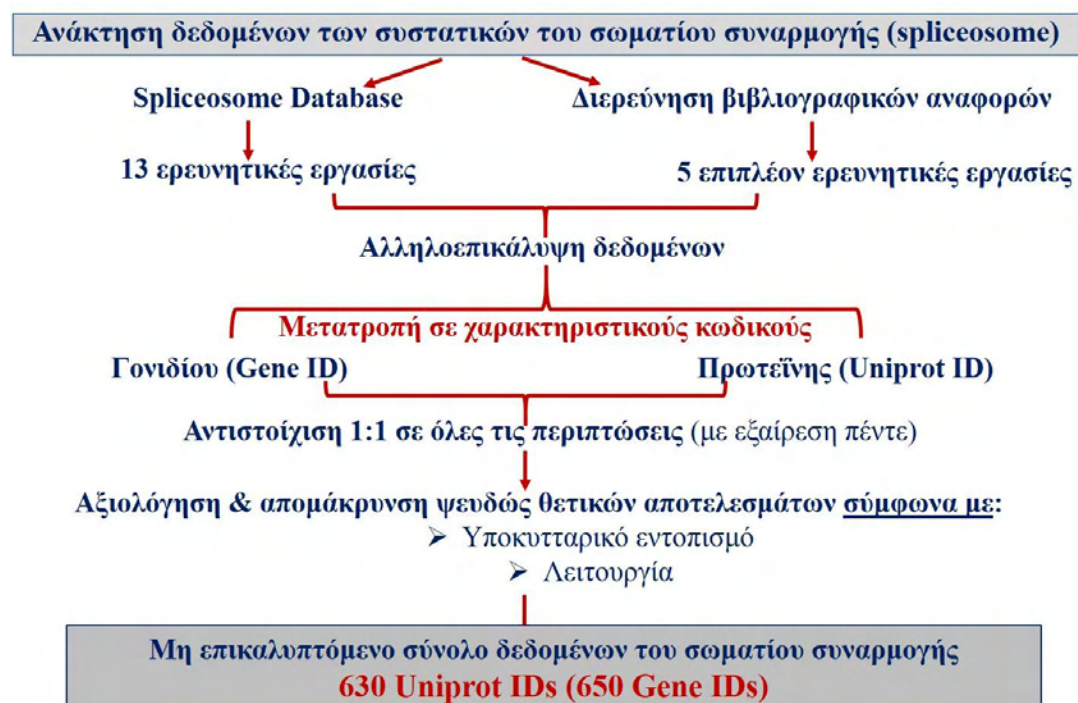 Ανάκτηση δεδομένων των συστατικών του σωματίου συναρμογής (spliceosome)
Spliceosome Database
Διερεύνηση βιβλιογραφικών αναφορών
13 ερευνητικές εργασίες
5 επιπλέον ερευνητικές εργασίες
Αλληλοεπικάλυψη δεδομένων
Μετατροπή σε χαρακτηριστικούς κωδικούς
Γονιδίου (Gene ID)
Πρωτεΐνης (Uniprot ID)
Αντιστοίχιση 1:1 σε όλες τις περιπτώσεις (με εξαίρεση πέντε)
Αξιολόγηση & απομάκρυνση ψευδώς θετικών αποτελεσμάτων σύμφωνα με:
➢ Υποκυτταρικό εντοπισμό
➢ Λειτουργία
Μη επικαλυπτόμενο σύνολο δεδομένων του σωματίου συναρμογής
630 Uniprot IDs (650 Gene IDs)